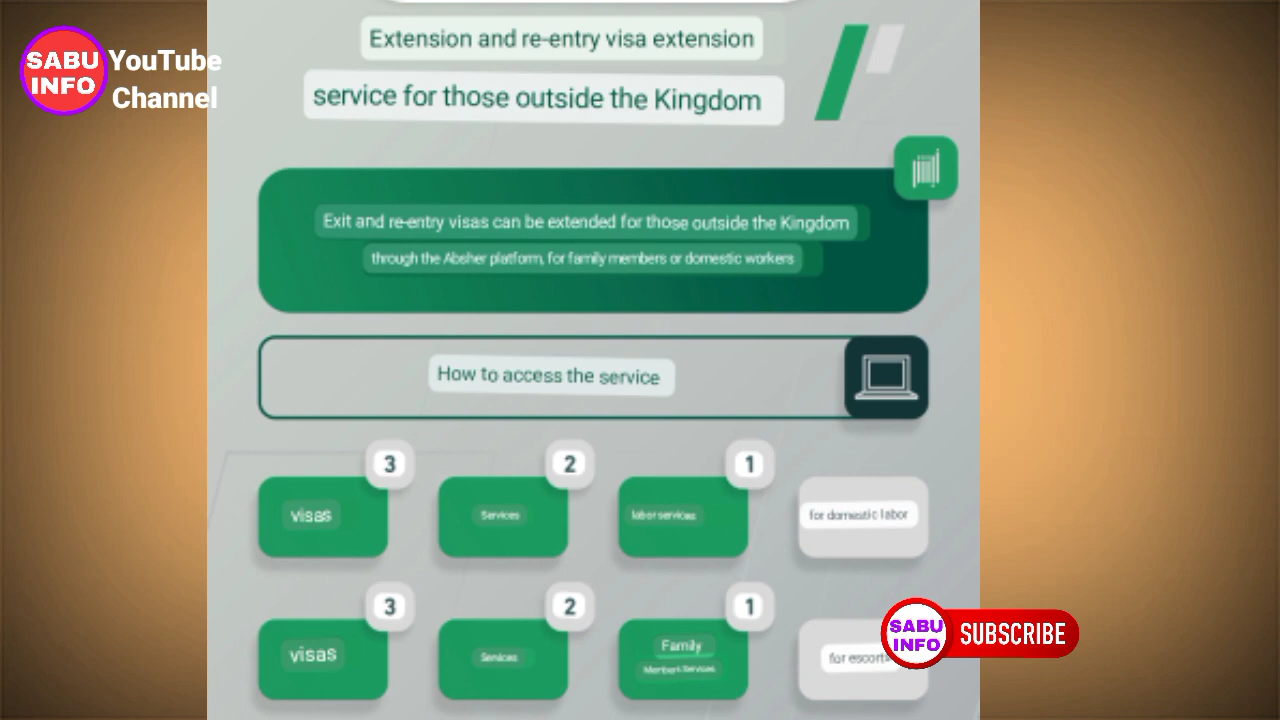 SABU
INFO
YouTube
Channel
Extension and re-entry visa extension
service for those outside the Kingdom
Exit and re-entry visas can be extended for those outside the Kingdom
through the Absher platform, for family members or domestic workers
How to access the service
3
2
1
visas
Services
labor services
for domestic labor
3
2
1
visas
Services
Family
Members Services
for escorts
SABU
INFO
SUBSCRIBE